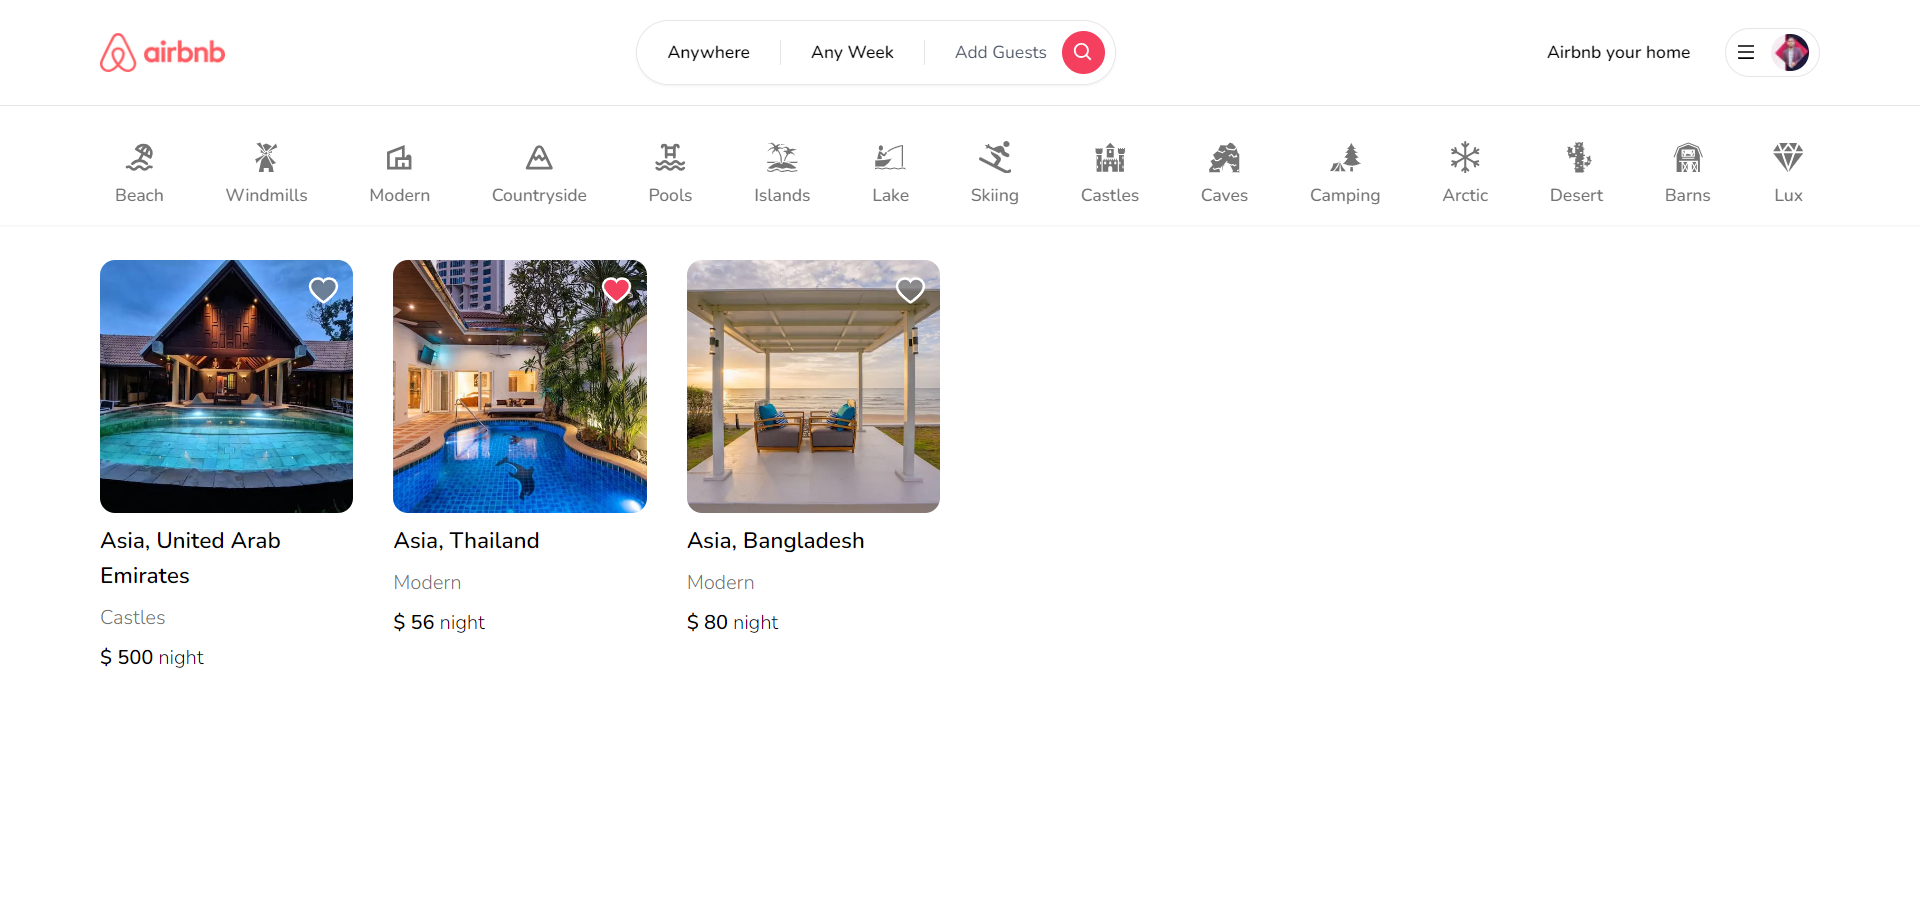 airbnb
Anywhere
Any Week
Add Guests
Airbnb your home
Beach
Windmills
Modern
Countryside
Pools
Islands
Lake
Skiing
Castles
Caves
Camping
Arctic
Desert
Barns
Lux
Asia, United Arab
Emirates
Castles
$ 500 night
Asia, Thailand
Modern
$ 56 night
Asia, Bangladesh
Modern
$ 80 night